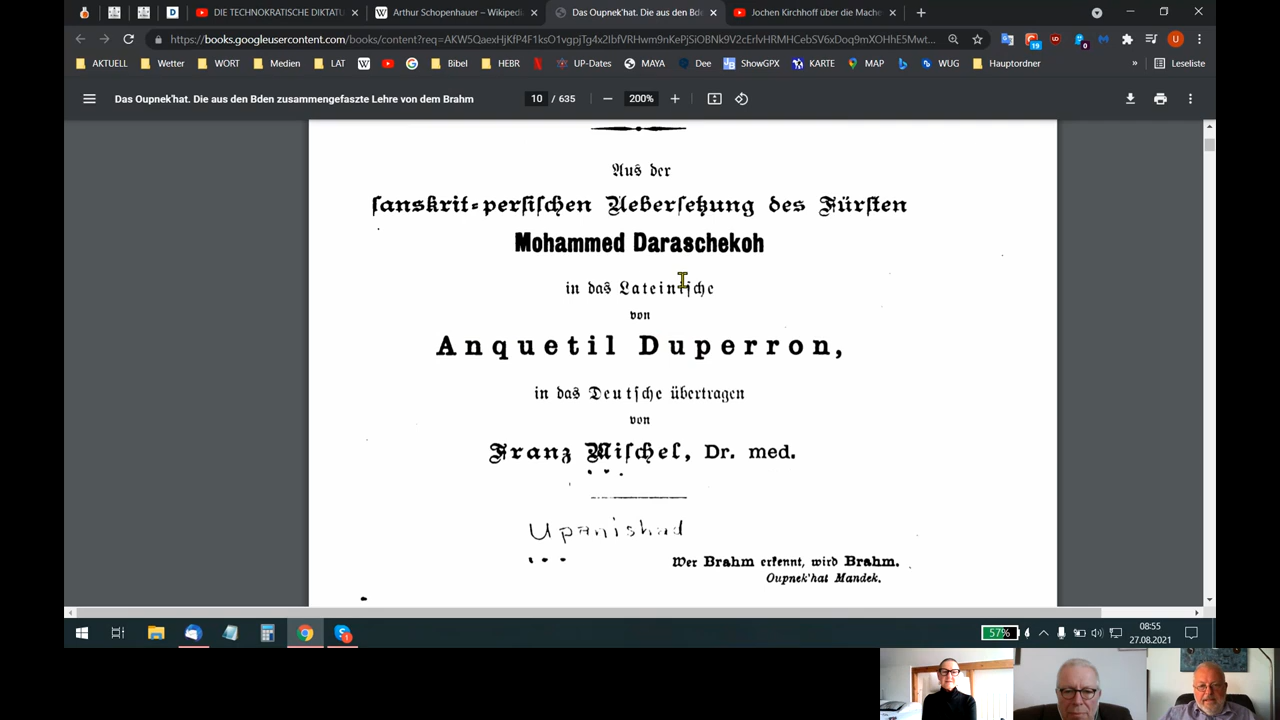 DIE TECHNOKRATISCHE DIKTATU
Arthur Schopenhauer – Wikipedi
Das Oupnek'hat. Die aus den Bde
Jochen Kirchhoff über die Mache
https://books.googleusercontent.com/books/content?req=AKW5QaexHjKfP4F1ksO1vgpjTg4x2IbfVRHwm9nKePjSiOBNk9V2cErlvHRMHCebSV6xDoq9mXOHhE5Mwt...
AKTUELL Wetter WORT Medien LAT Bibel HEBR UP-Dates MAYA Dee ShowGPX KARTE MAP WUG Hauptordner » Leseliste
Das Oupnek'hat. Die aus den Bden zusammengefaszte Lehre von dem Brahm 10 / 635 200%
Aus der
sanskrit-persischen Uebersetzung des Fürsten
Mohammed Daraschekoh
in das Lateinische
von
Anquetil Duperron,
in das Deutsche übertragen
von
Franz Mischel, Dr. med.
Upanishad
Wer Brahm erkennt, wird Brahm.
Oupnek'hat Mandek.
57%
08:55
27.08.2021